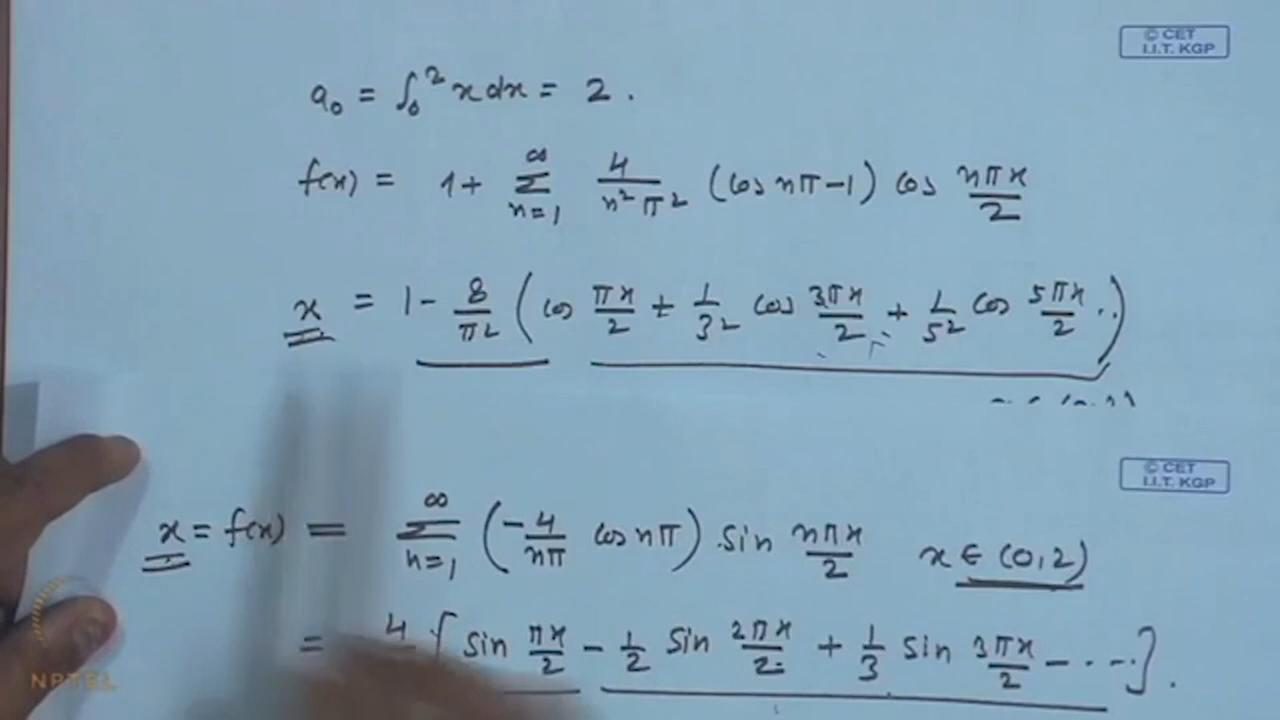 © CET
I.I.T. KGP
a₀ = ∫₀² x dx = 2.
f(x) = 1 + ∑_{n=1}^{∞} 4/(n²π²) (cos nπ - 1) cos nπx/2
x = 1 - 8/π² (cos πx/2 + 1/3² cos 3πx/2 + 1/5² cos 5πx/2 ..)
© CET
I.I.T. KGP
x = f(x) = ∑_{n=1}^{∞} (-4/(nπ) cos nπ) sin nπx/2 x ∈ (0,2)
= 4 [sin πx/2 - 1/2 sin 2πx/2 + 1/3 sin 3πx/2 - ...].
NPTEL